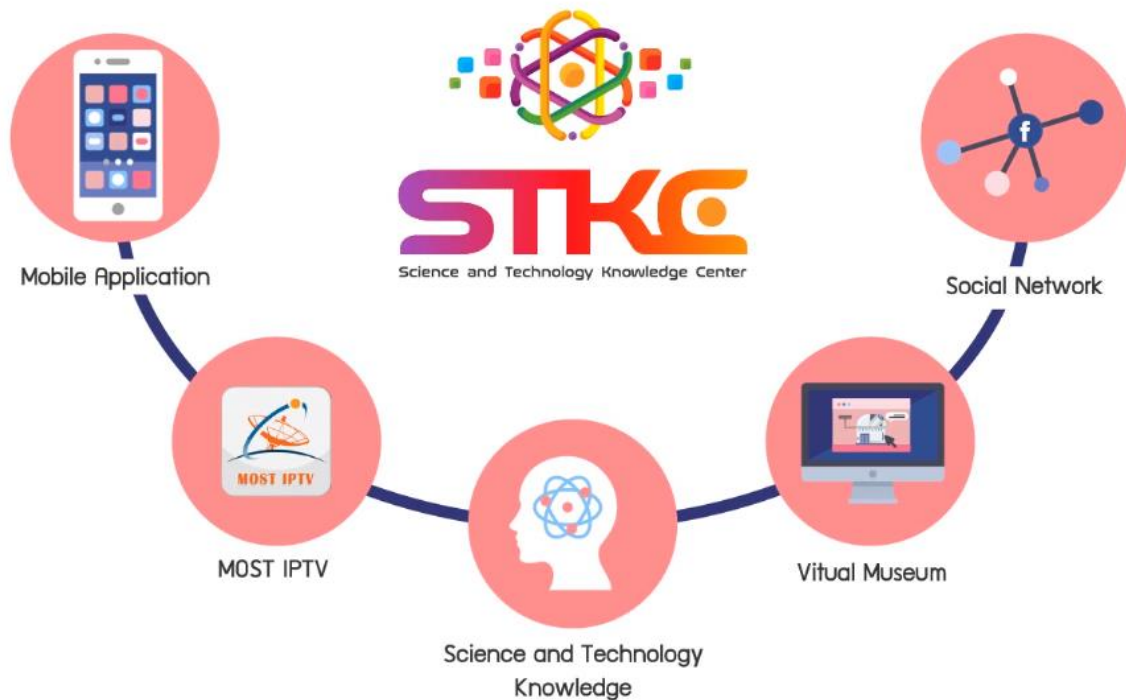 STKC
Science and Technology Knowledge Center
f
Mobile Application
Social Network
MOST IPTV
MOST IPTV
Vitual Museum
Science and Technology
Knowledge